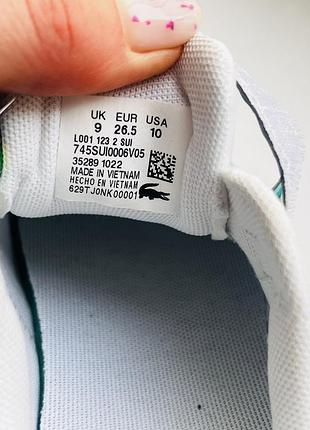 UK EUR USA
9 26.5 10
L001 123 2 SUI
745SUI0006V05
35289 1022
MADE IN VIETNAM
HECHO EN VIETNAM
629TJ0NK00001